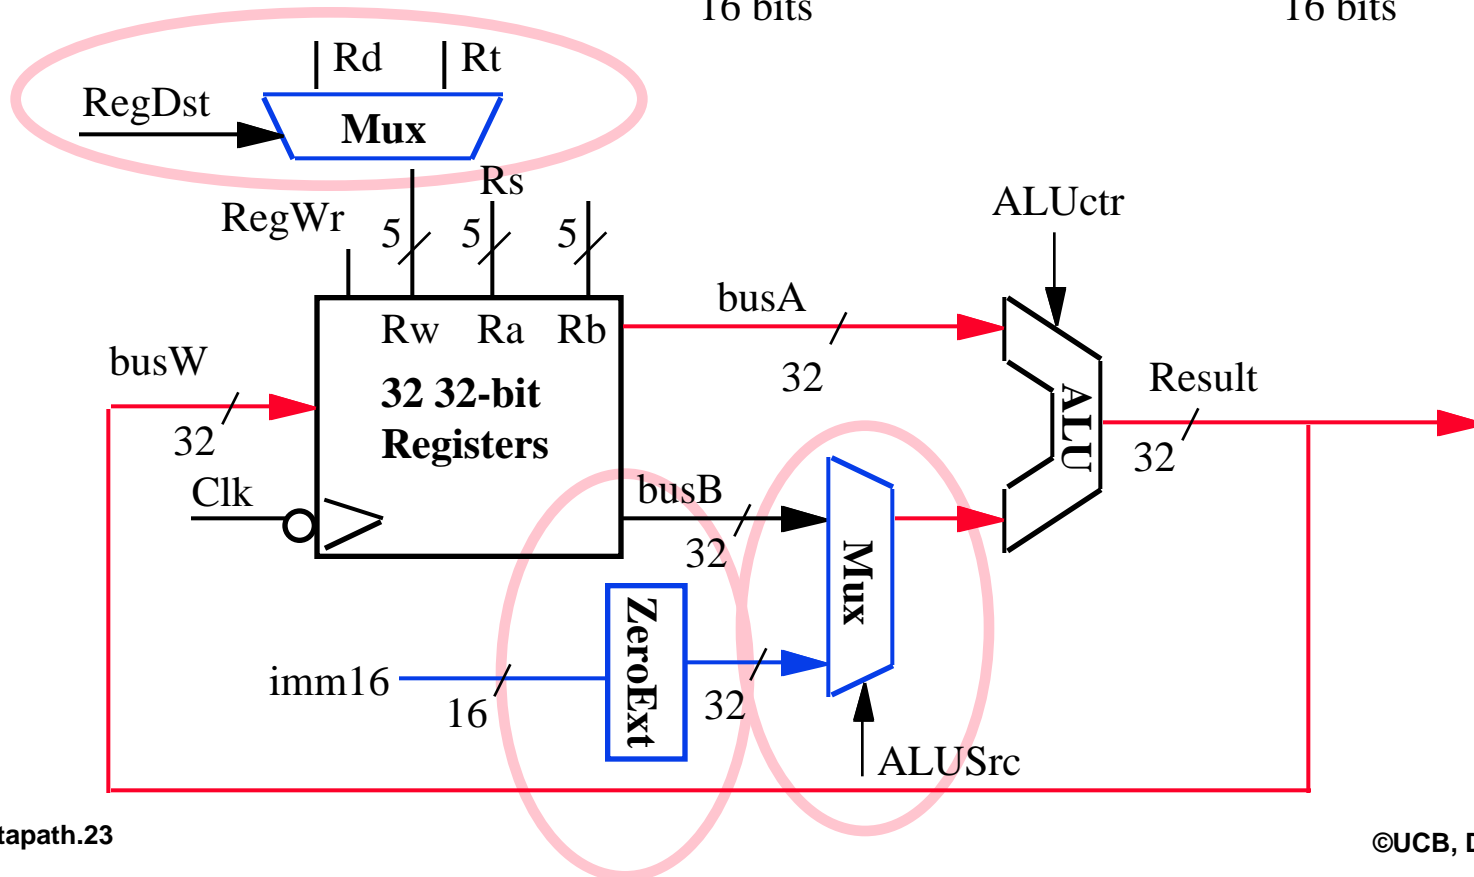 16 bits 16 bits
Rd Rt
RegDst
Mux
Rs
RegWr 5 5 5
ALUctr
busA
32
Rw Ra Rb
32 32-bit
Registers
busW
32
Clk
ALU
Result
32
busB
32
Mux
ZeroExt
imm16
16
32
ALUSrc
tapath.23
©UCB, D